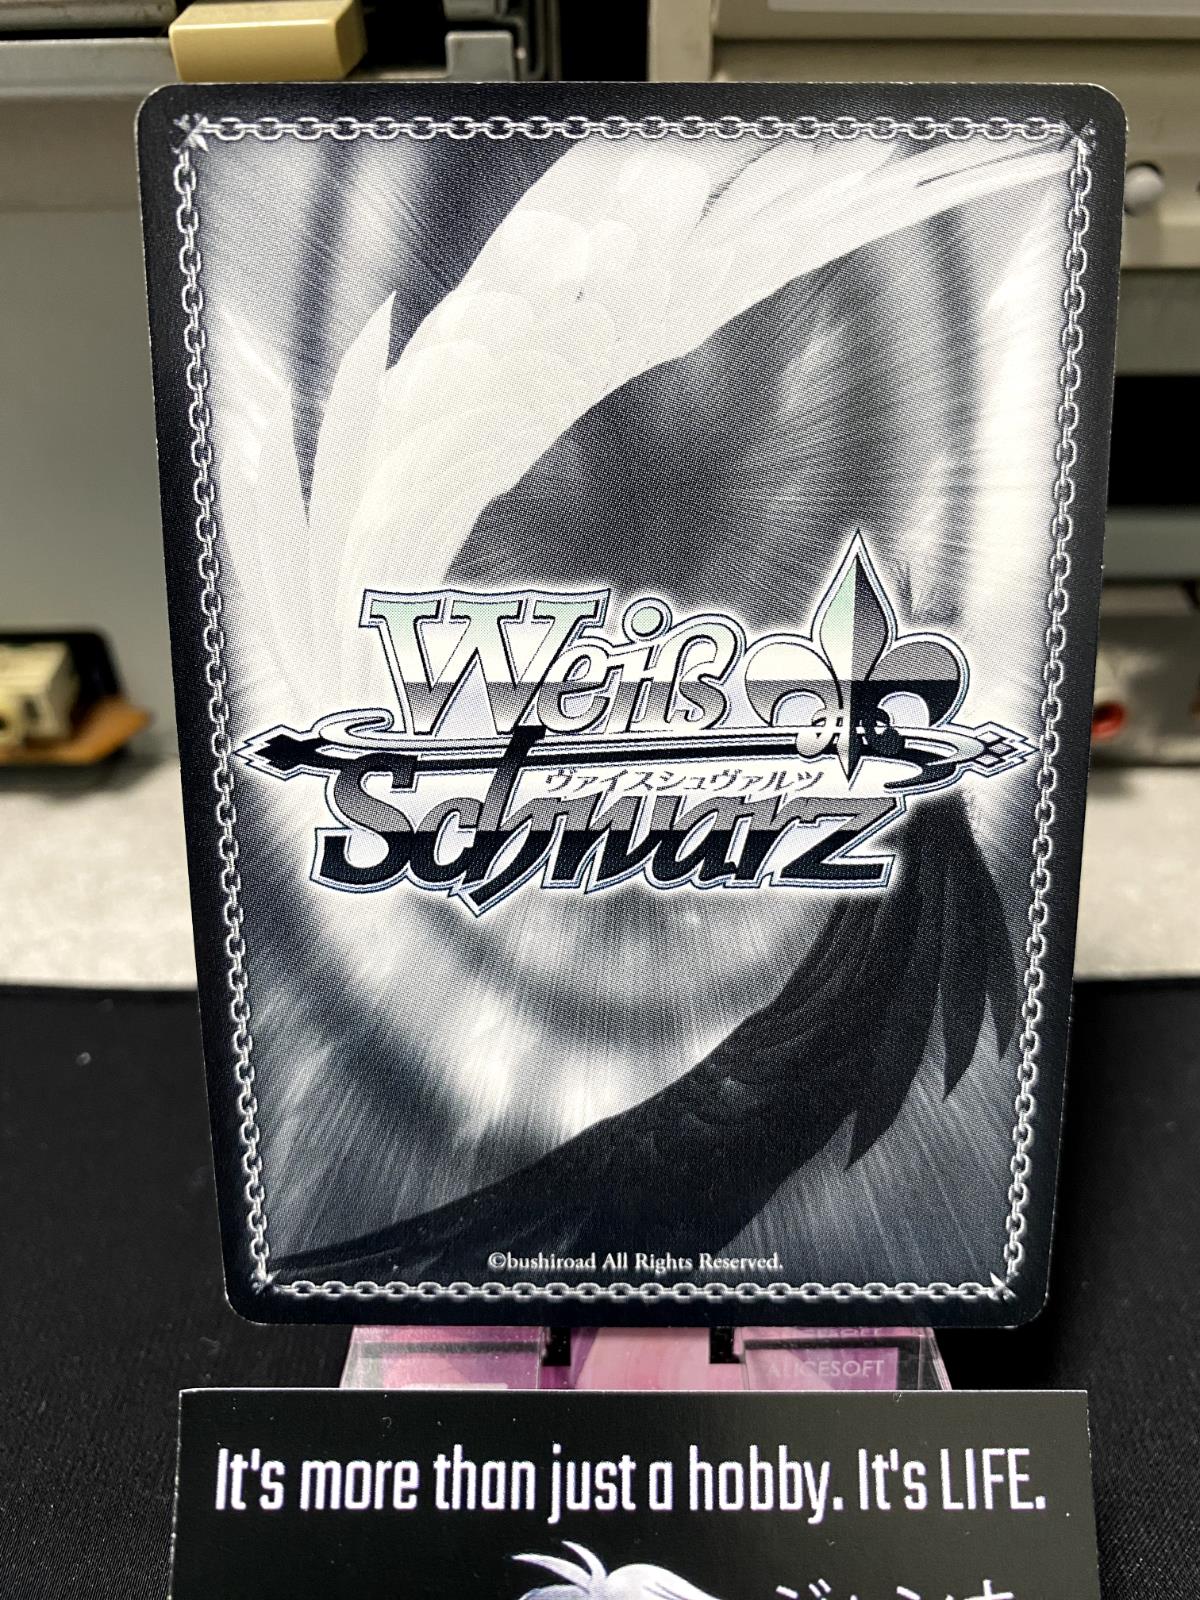 Weiß
ヴァイスシュヴァルツ
Schwarz
©bushiroad All Rights Reserved.
ALICESOFT
It's more than just a hobby. It's LIFE.